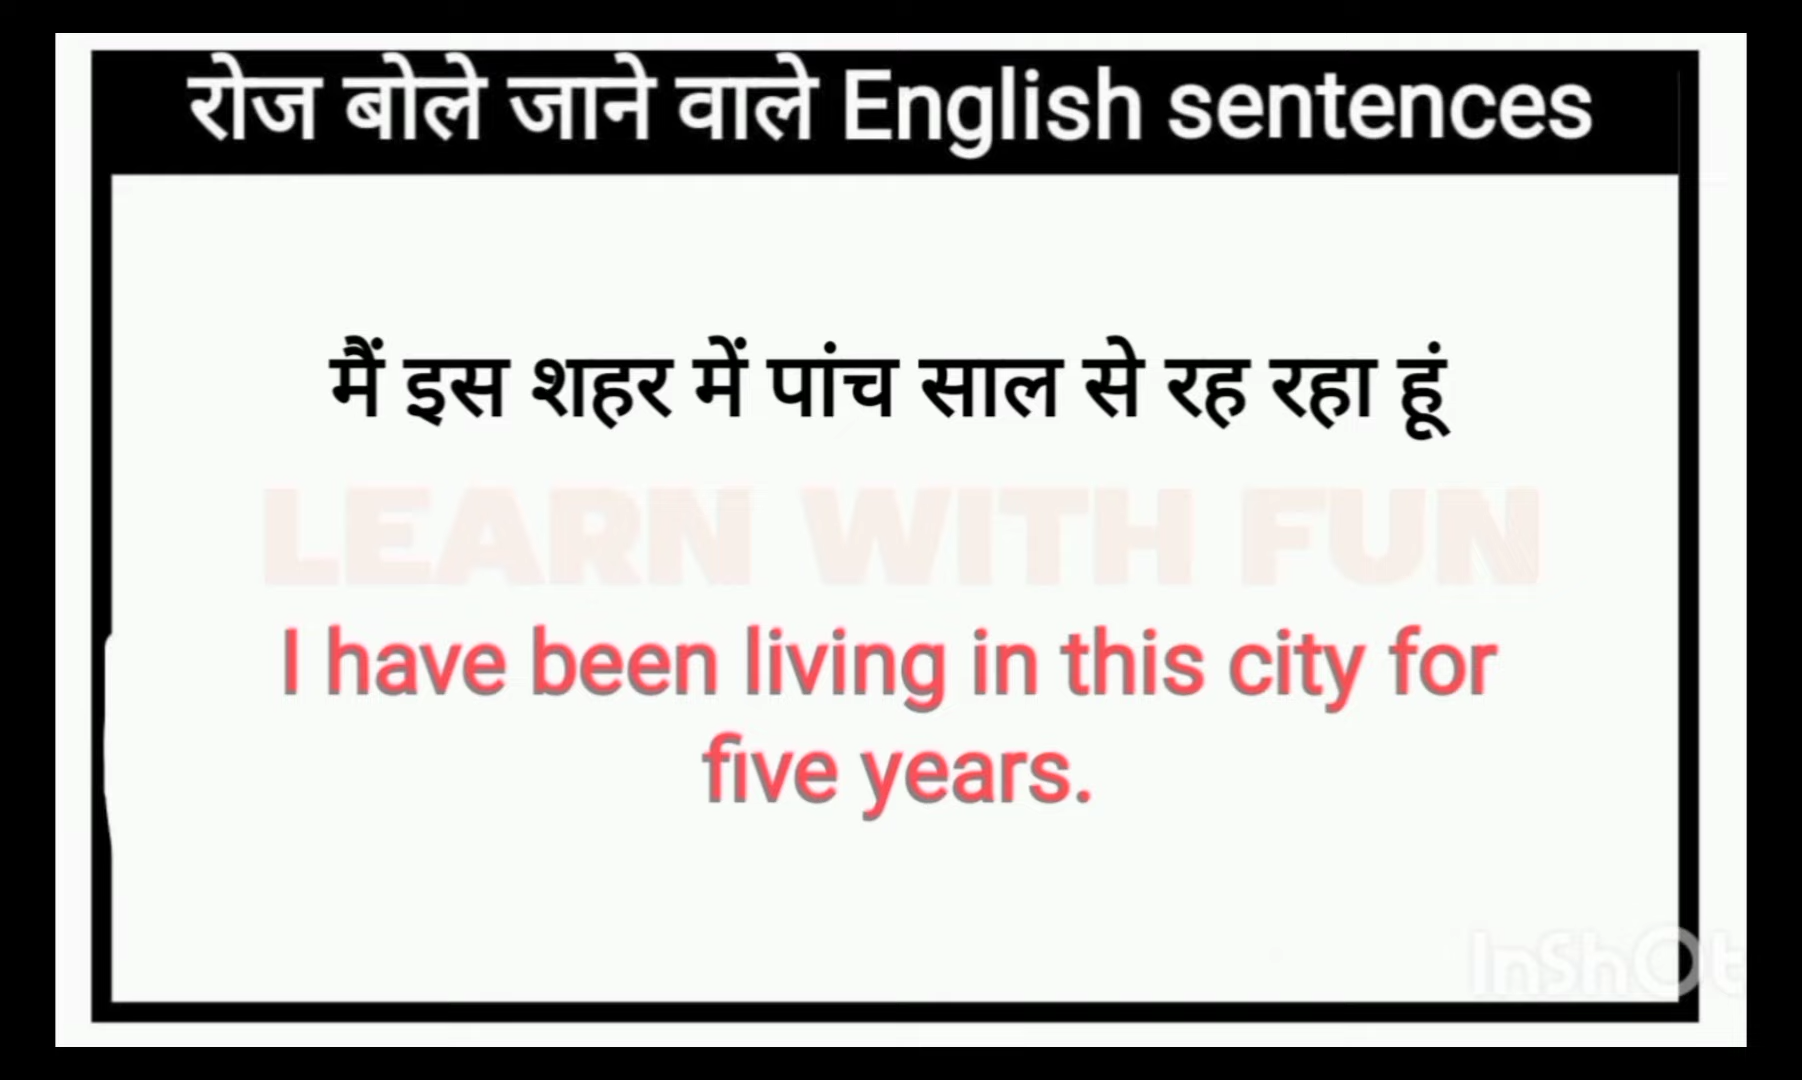 रोज बोले जाने वाले English sentences
मैं इस शहर में पांच साल से रह रहा हूं
LEARN WITH FUN
I have been living in this city for
five years.
InShOt